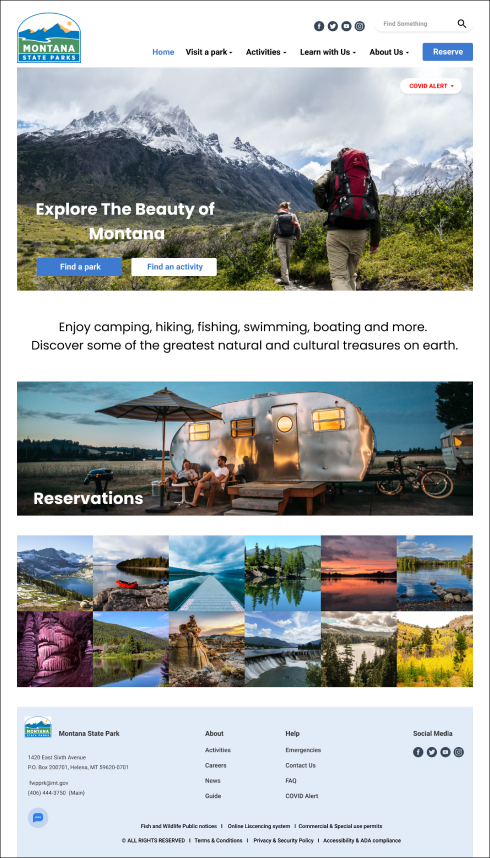 MONTANA
STATE PARKS
Find Something
Home Visit a park Activities Learn with Us About Us Reserve
COVID ALERT
Explore The Beauty of
Montana
Find a park Find an activity
Enjoy camping, hiking, fishing, swimming, boating and more.
Discover some of the greatest natural and cultural treasures on earth.
Reservations
MONTANA
STATE PARKS
Montana State Park
1420 East Sixth Avenue
P.O. Box 200701, Helena, MT 59620-0701
fwpprk@mt.gov
(406) 444-3750 (Main)
About
Activities
Careers
News
Guide
Help
Emergencies
Contact Us
FAQ
COVID Alert
Social Media
Fish and Wildlife Public notices | Online Liscencing system | Commercial & Special use permits
© ALL RIGHTS RESERVED | Terms & Conditions | Privacy & Security Policy | Accessibility & ADA compliance